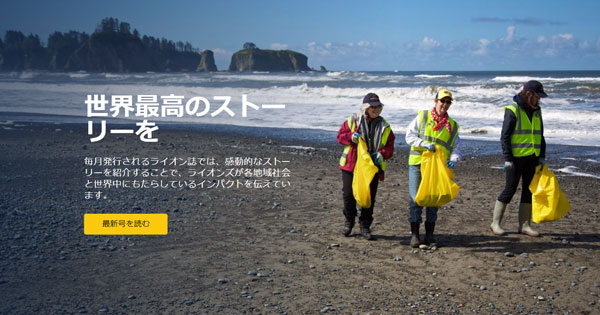 世界最高のストー
リーを
毎月発行されるライオン誌では、感動的なストー
リーを紹介することで、ライオンズが各地域社会
と世界中にもたらしているインパクトを伝えてい
ます。
最新号を読む